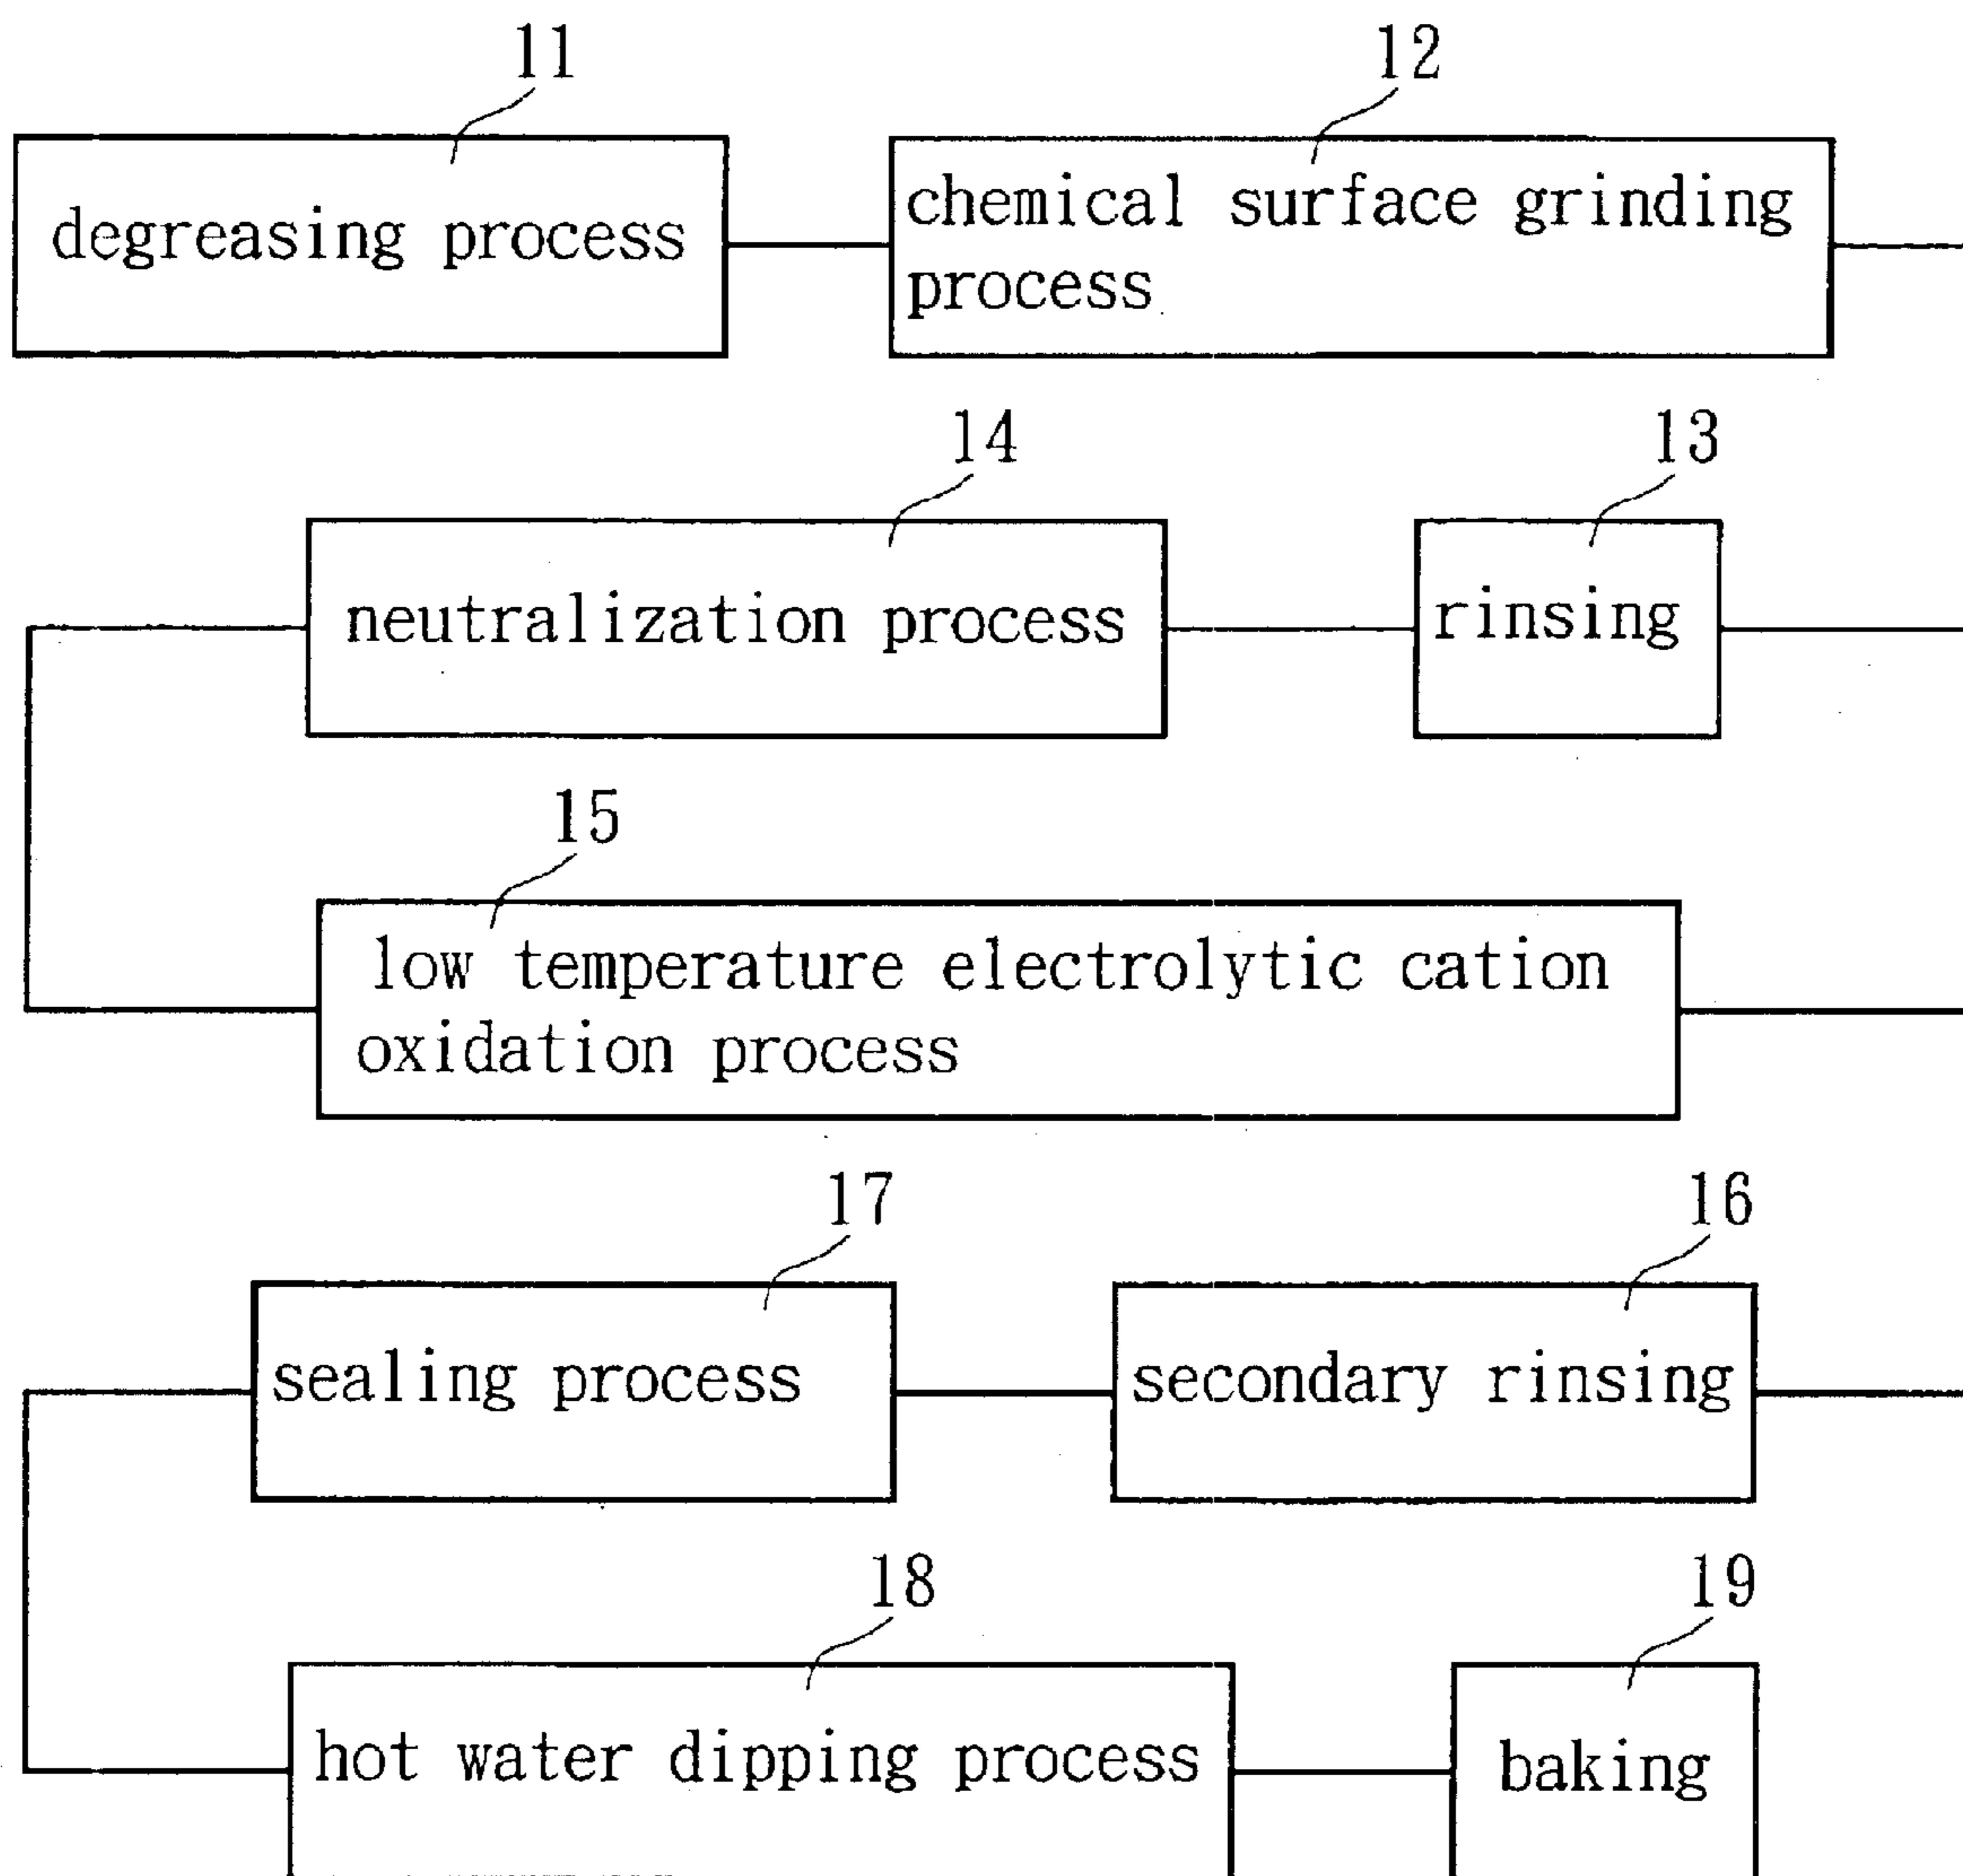 11
12
degreasing process
chemical surface grinding
process
14
13
neutralization process
rinsing
15
low temperature electrolytic cation
oxidation process
17
16
sealing process
secondary rinsing
18
19
hot water dipping process
baking